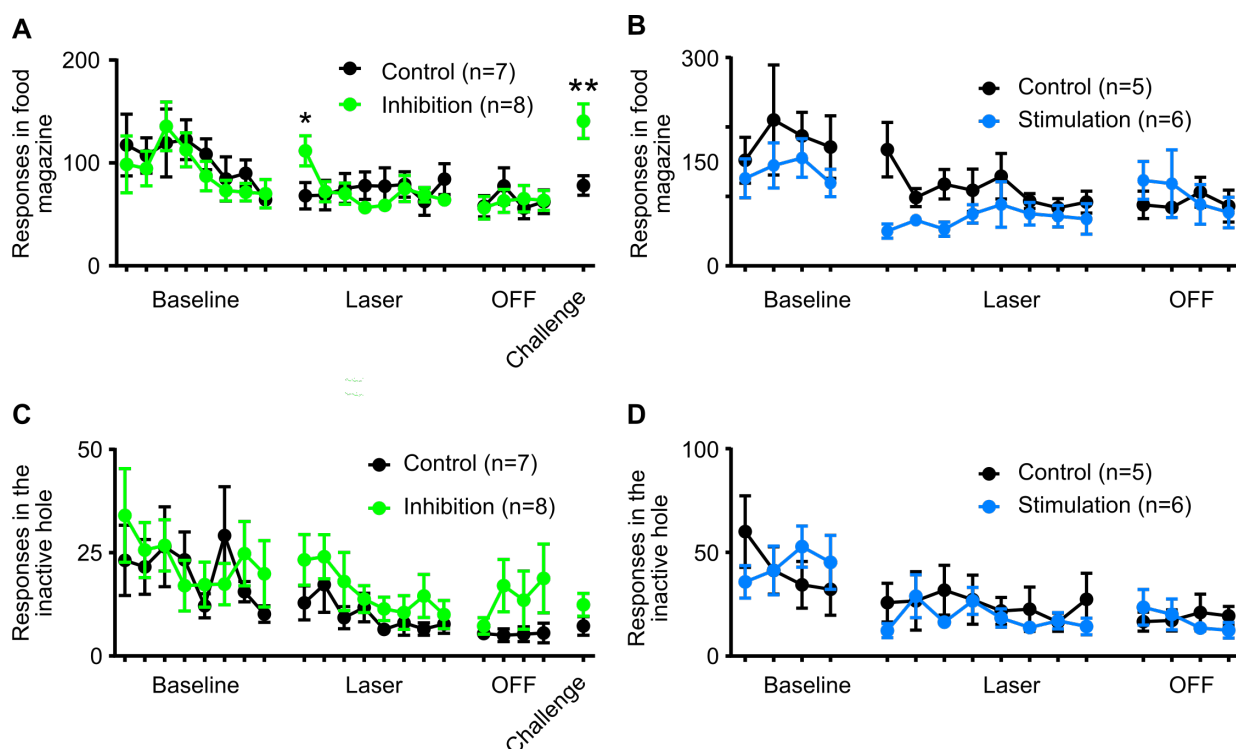 A
Responses in food
magazine
200
100
0
Control (n=7)
Inhibition (n=8)
*
**
Baseline
Laser
OFF
Challenge
B
Responses in food
magazine
300
150
0
Control (n=5)
Stimulation (n=6)
Baseline
Laser
OFF
C
Responses in the
inactive hole
50
25
0
Control (n=7)
Inhibition (n=8)
Baseline
Laser
OFF
Challenge
D
Responses in the
inactive hole
100
50
0
Control (n=5)
Stimulation (n=6)
Baseline
Laser
OFF